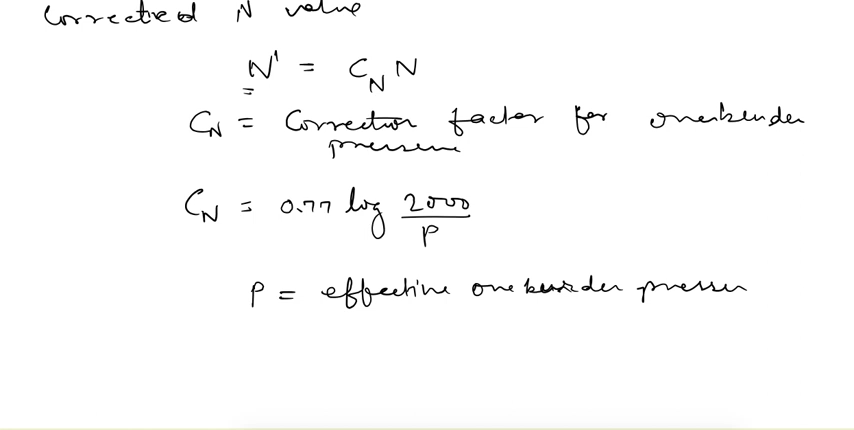 Corrected N value
N' = C_N N
C_N = Correction factor for overburden
pressure
C_N = 0.77 log 2000/P
P = effective overburden pressure